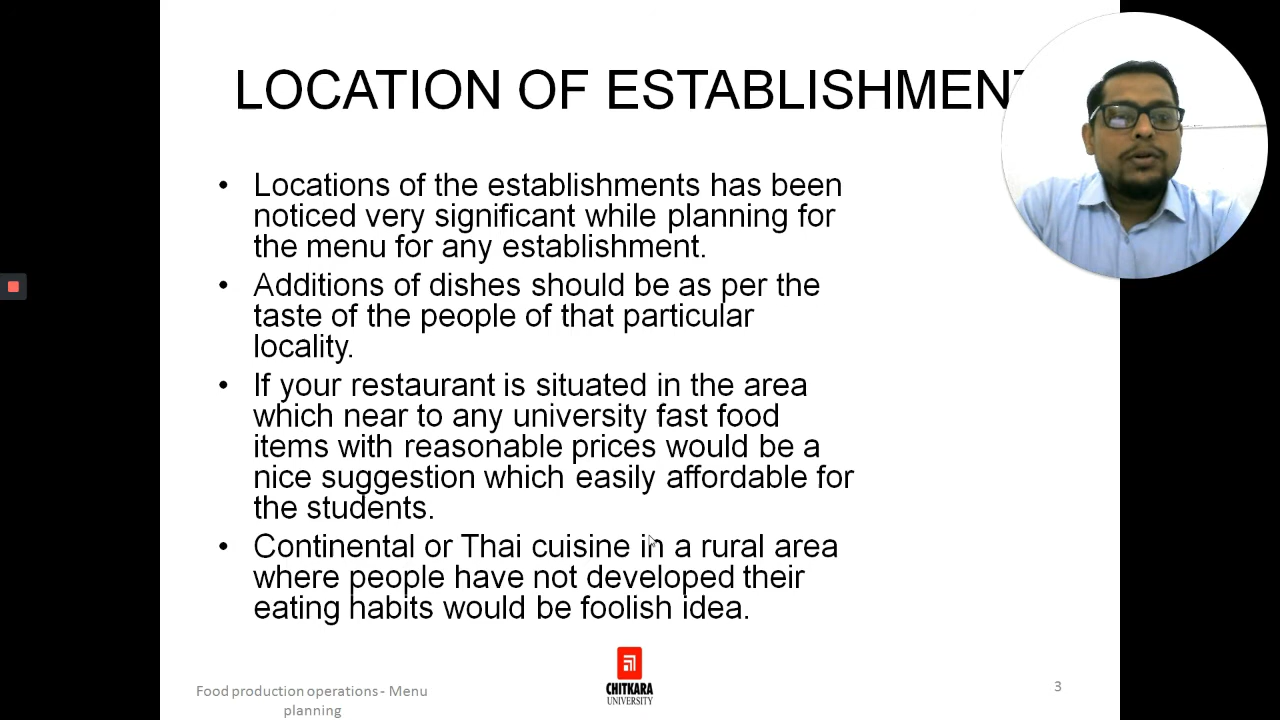 LOCATION OF ESTABLISHMENT
• Locations of the establishments has been
noticed very significant while planning for
the menu for any establishment.
• Additions of dishes should be as per the
taste of the people of that particular
locality.
• If your restaurant is situated in the area
which near to any university fast food
items with reasonable prices would be a
nice suggestion which easily affordable for
the students.
• Continental or Thai cuisine in a rural area
where people have not developed their
eating habits would be foolish idea.
Food production operations - Menu
planning
CHITKARA
UNIVERSITY
3